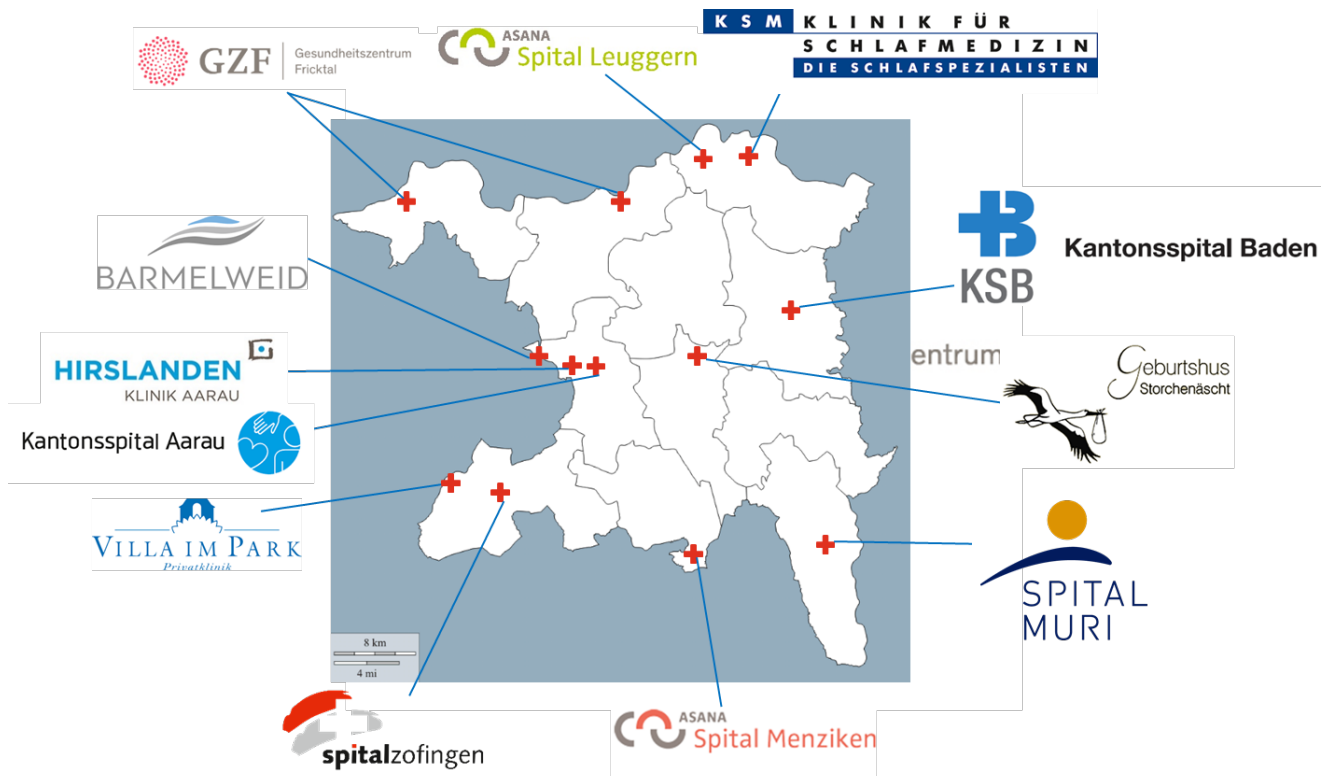 GZF
Gesundheitszentrum
Fricktal
ASANA
Spital Leuggern
KSM KLINIK FÜR
SCHLAFMEDIZIN
DIE SCHLAFSPEZIALISTEN
BARMELWEID
KSB
Kantonsspital Baden
HIRSLANDEN
KLINIK AARAU
entrum
Geburtshus
Storchenäscht
Kantonsspital Aarau
VILLA IM PARK
Privatklinik
SPITAL
MURI
8 km
4 mi
spitalzofingen
ASANA
Spital Menziken